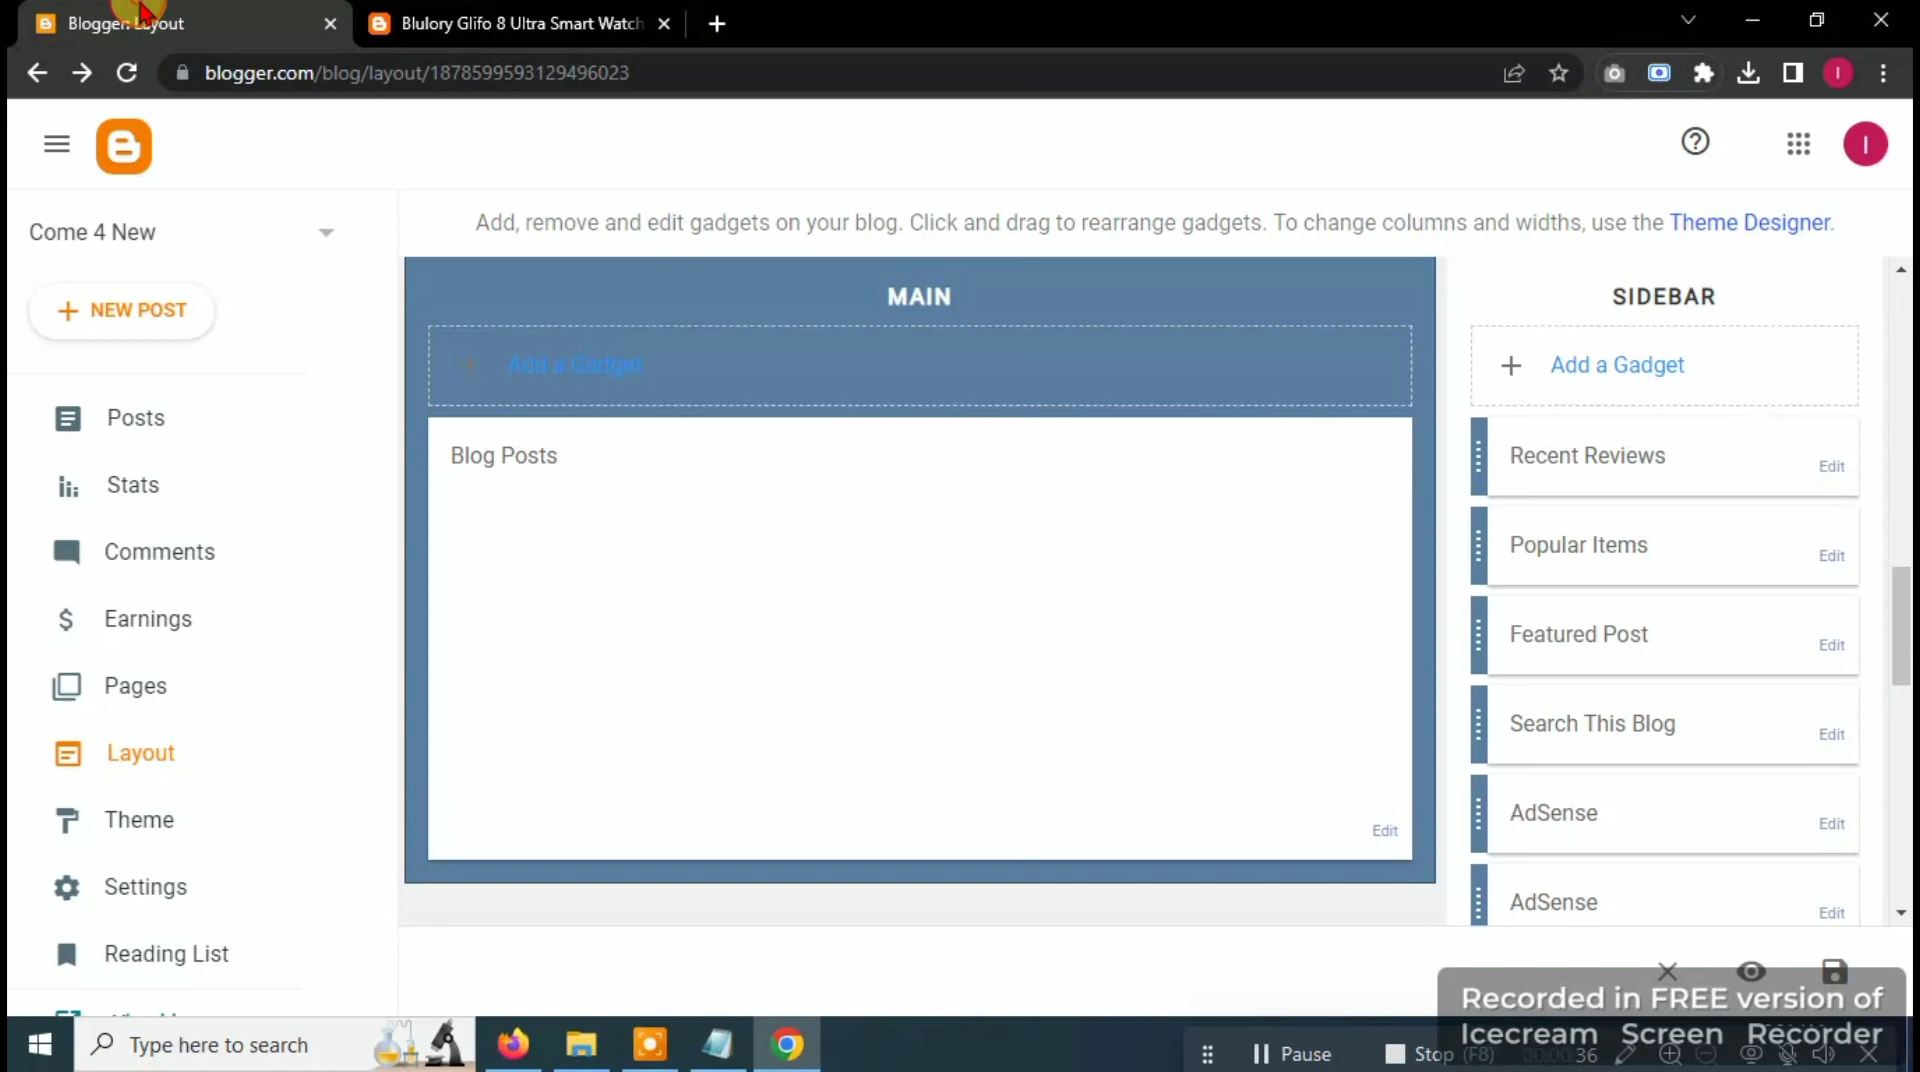 Blogger: Layout
Blulory Glifo 8 Ultra Smart Watch
blogger.com/blog/layout/1878599593129496023
I
I
Come 4 New
Add, remove and edit gadgets on your blog. Click and drag to rearrange gadgets. To change columns and widths, use the Theme Designer.
NEW POST
Posts
Stats
Comments
Earnings
Pages
Layout
Theme
Settings
Reading List
MAIN
Add a Gadget
Blog Posts
Edit
SIDEBAR
Add a Gadget
Recent Reviews
Edit
Popular Items
Edit
Featured Post
Edit
Search This Blog
Edit
AdSense
Edit
AdSense
Edit
Recorded in FREE version of
Icecream Screen Recorder
Type here to search
Pause
Stop (F8)
00:00:36